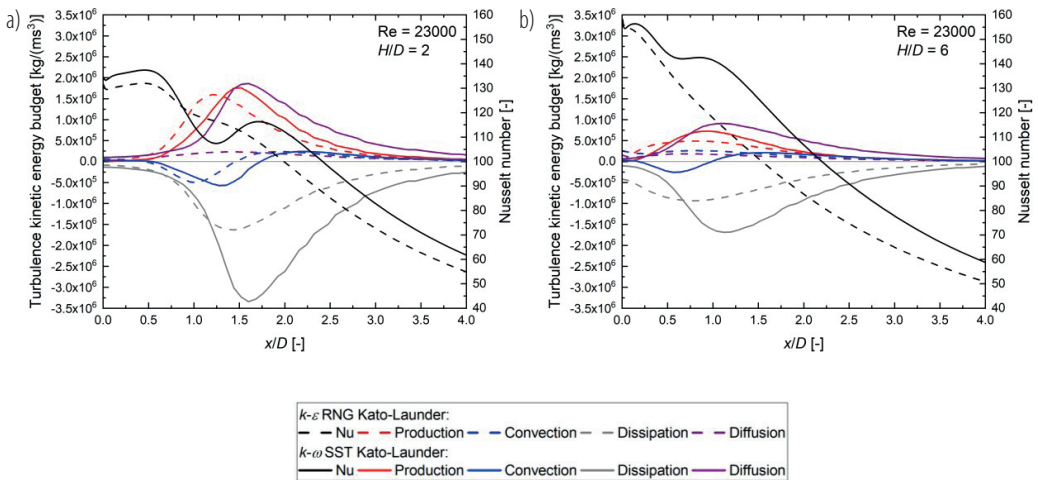 a)
Turbulence kinetic energy budget [kg/(ms³)]
3.5x10⁶
3.0x10⁶
2.5x10⁶
2.0x10⁶
1.5x10⁶
1.0x10⁶
5.0x10⁵
0.0
-5.0x10⁵
-1.0x10⁶
-1.5x10⁶
-2.0x10⁶
-2.5x10⁶
-3.0x10⁶
-3.5x10⁶
Re = 23000
H/D = 2
160
150
140
130
120
110
100
90
80
70
60
50
40
Nusselt number [-]
0.0 0.5 1.0 1.5 2.0 2.5 3.0 3.5 4.0
x/D [-]
b)
Turbulence kinetic energy budget [kg/(ms³)]
3.5x10⁶
3.0x10⁶
2.5x10⁶
2.0x10⁶
1.5x10⁶
1.0x10⁶
5.0x10⁵
0.0
-5.0x10⁵
-1.0x10⁶
-1.5x10⁶
-2.0x10⁶
-2.5x10⁶
-3.0x10⁶
-3.5x10⁶
Re = 23000
H/D = 6
160
150
140
130
120
110
100
90
80
70
60
50
40
Nusselt number [-]
0.0 0.5 1.0 1.5 2.0 2.5 3.0 3.5 4.0
x/D [-]
k-ε RNG Kato-Launder:
Nu Production Convection Dissipation Diffusion
k-ω SST Kato-Launder:
Nu Production Convection Dissipation Diffusion